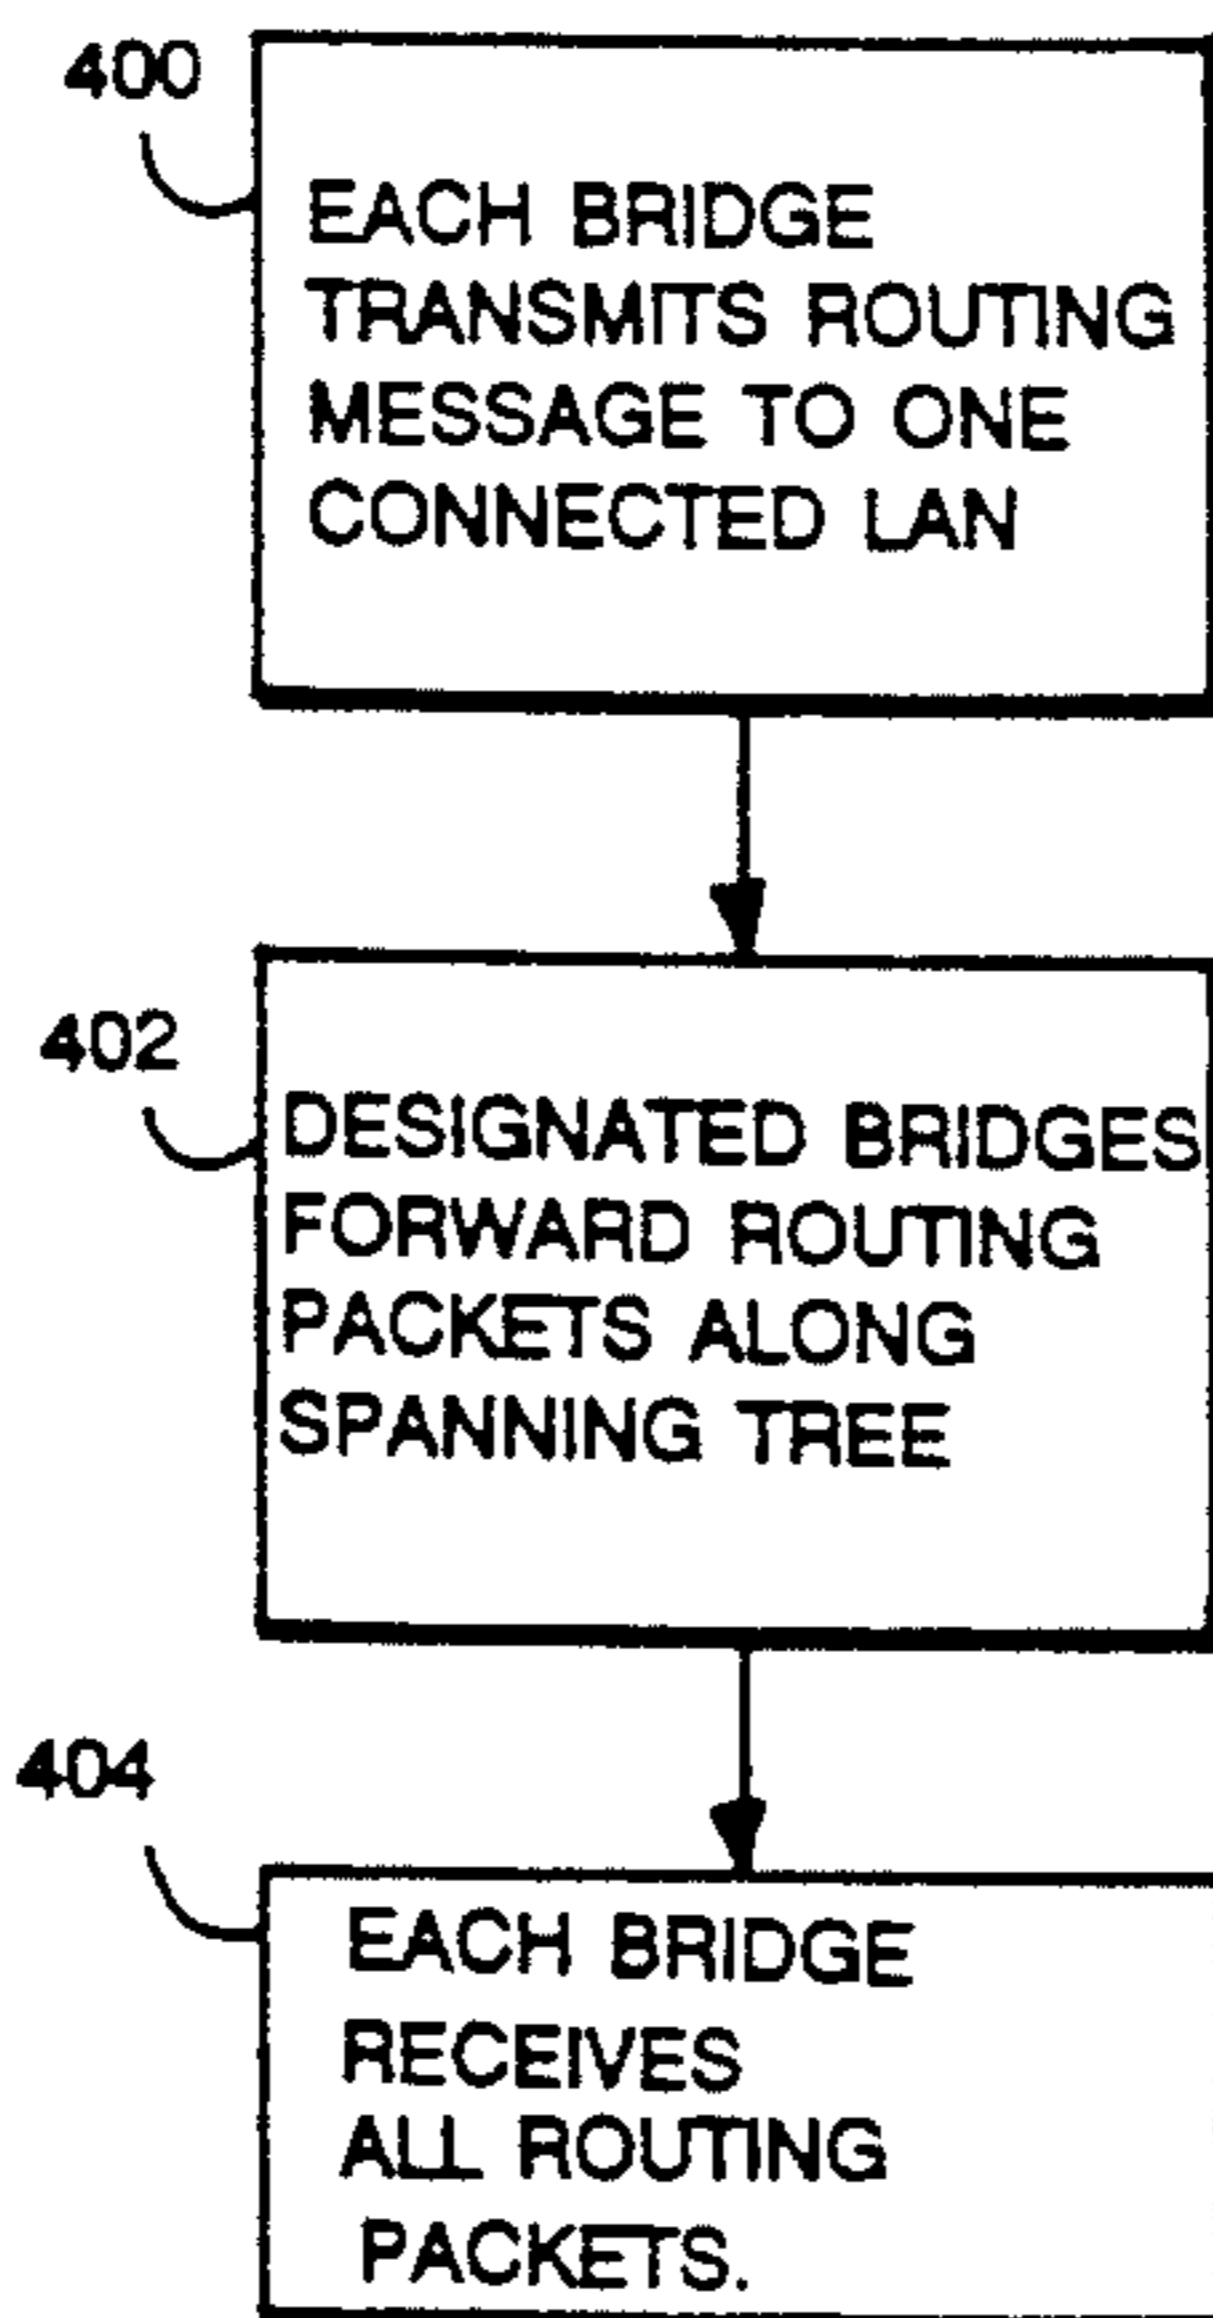 400
EACH BRIDGE
TRANSMITS ROUTING
MESSAGE TO ONE
CONNECTED LAN
402
DESIGNATED BRIDGES
FORWARD ROUTING
PACKETS ALONG
SPANNING TREE
404
EACH BRIDGE
RECEIVES
ALL ROUTING
PACKETS.